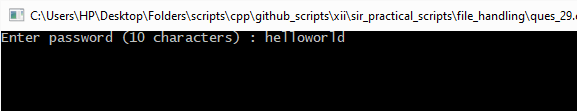 C:\Users\HP\Desktop\Folders\scripts\cpp\github_scripts\xii\sir_practical_scripts\file_handling\ques_29.
Enter password (10 characters) : helloworld